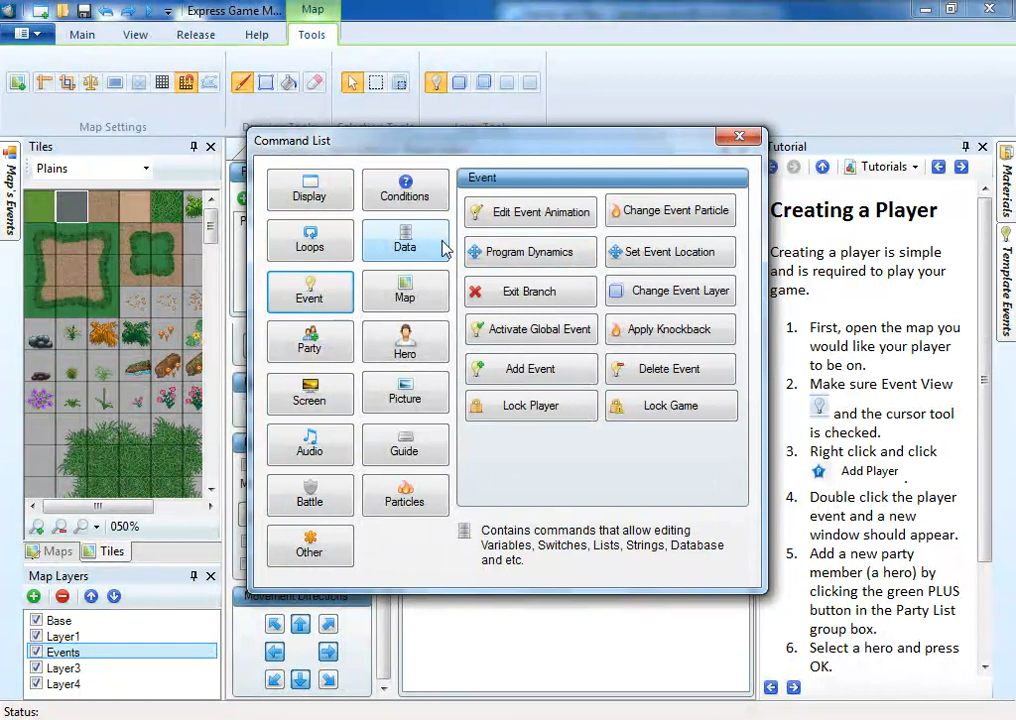 Express Game M...
Map
Main
View
Release
Help
Tools
Map Settings
Tiles
Plains
050%
Maps
Tiles
Map Layers
Base
Layer1
Events
Layer3
Layer4
Status:
Map's Events
Command List
Display
Conditions
Loops
Data
Event
Map
Party
Hero
Screen
Picture
Audio
Guide
Battle
Particles
Other
Event
Edit Event Animation
Change Event Particle
Program Dynamics
Set Event Location
Exit Branch
Change Event Layer
Activate Global Event
Apply Knockback
Add Event
Delete Event
Lock Player
Lock Game
Contains commands that allow editing
Variables, Switches, Lists, Strings, Database
and etc.
Movement Directions
Tutorial
Tutorials
Creating a Player
Creating a player is simple
and is required to play your
game.
1. First, open the map you
would like your player
to be on.
2. Make sure Event View
and the cursor tool
is checked.
3. Right click and click
Add Player .
4. Double click the player
event and a new
window should appear.
5. Add a new party
member (a hero) by
clicking the green PLUS
button in the Party List
group box.
6. Select a hero and press
OK.
Materials
Template Events